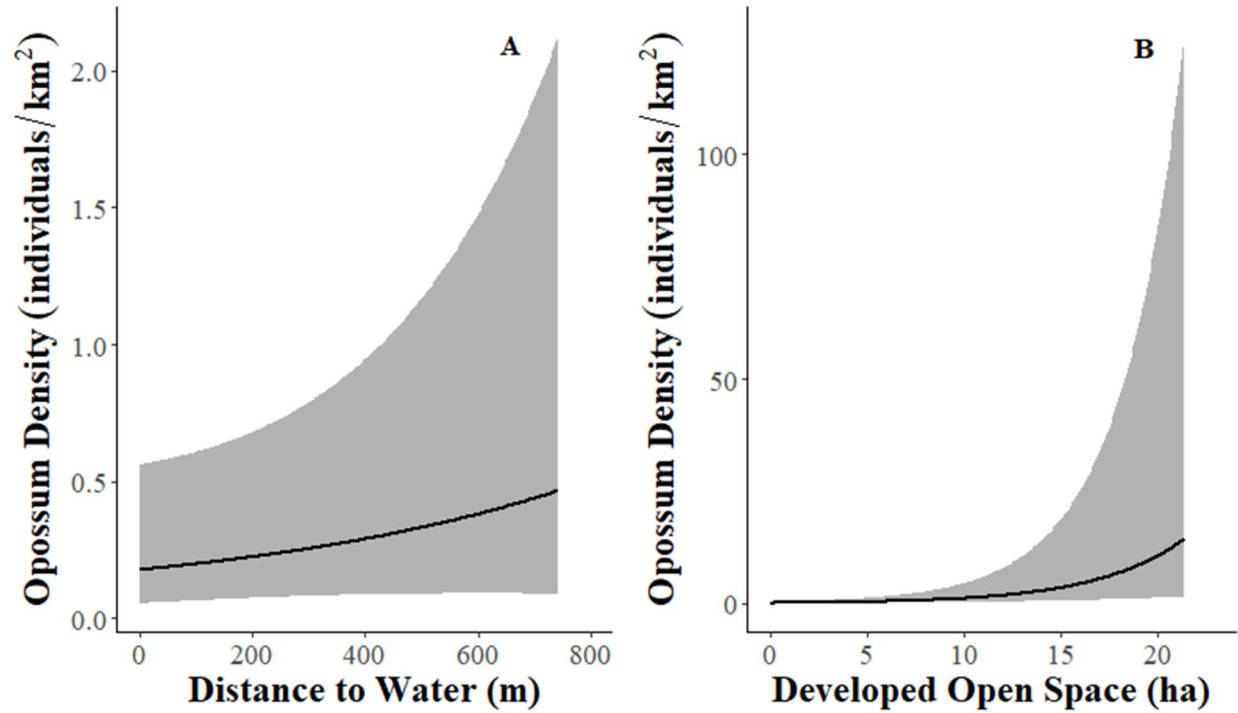 Opossum Density (individuals/km²)
A
2.0
1.5
1.0
0.5
0.0
0 200 400 600 800
Distance to Water (m)
Opossum Density (individuals/km²)
B
100
50
0
0 5 10 15 20
Developed Open Space (ha)